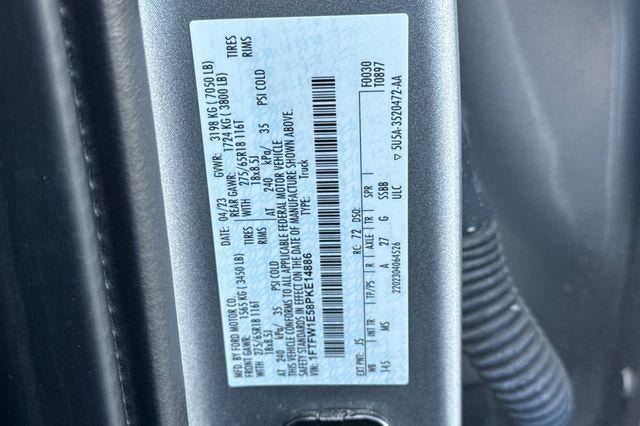 MFD. BY FORD MOTOR CO.
DATE: 04/23 GVWR: 3198 KG ( 7050 LB)
FRONT GAWR: 1565 KG ( 3450 LB) REAR GAWR: 1724 KG ( 3800 LB)
WITH 275/65R18 116T TIRES WITH 275/65R18 116T TIRES
18x8.5J RIMS 18x8.5J RIMS
AT 240 kPa/ 35 PSI COLD AT 240 kPa/ 35 PSI COLD
THIS VEHICLE CONFORMS TO ALL APPLICABLE FEDERAL MOTOR VEHICLE
SAFETY STANDARDS IN EFFECT ON THE DATE OF MANUFACTURE SHOWN ABOVE.
VIN: 1FTFW1E58PKE14886 TYPE: Truck
F0030
T0897
EXT PNT: JS RC: 72 DSO:
WB INT TR TP/PS R AXLE TR SPR
145 MS A 27 G SSBB
2202304064526 ULC
5U5A-3520472-AA